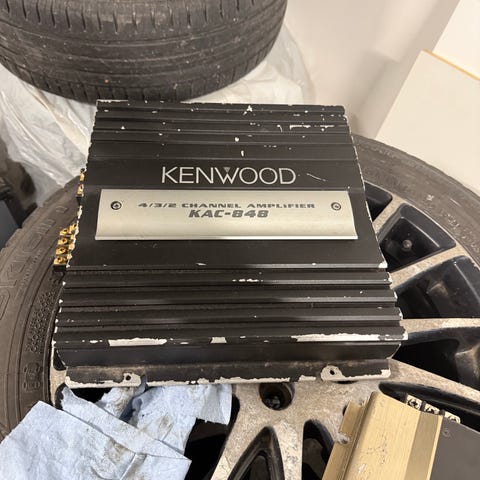 KENWOOD
4/3/2 CHANNEL AMPLIFIER
KAC-848